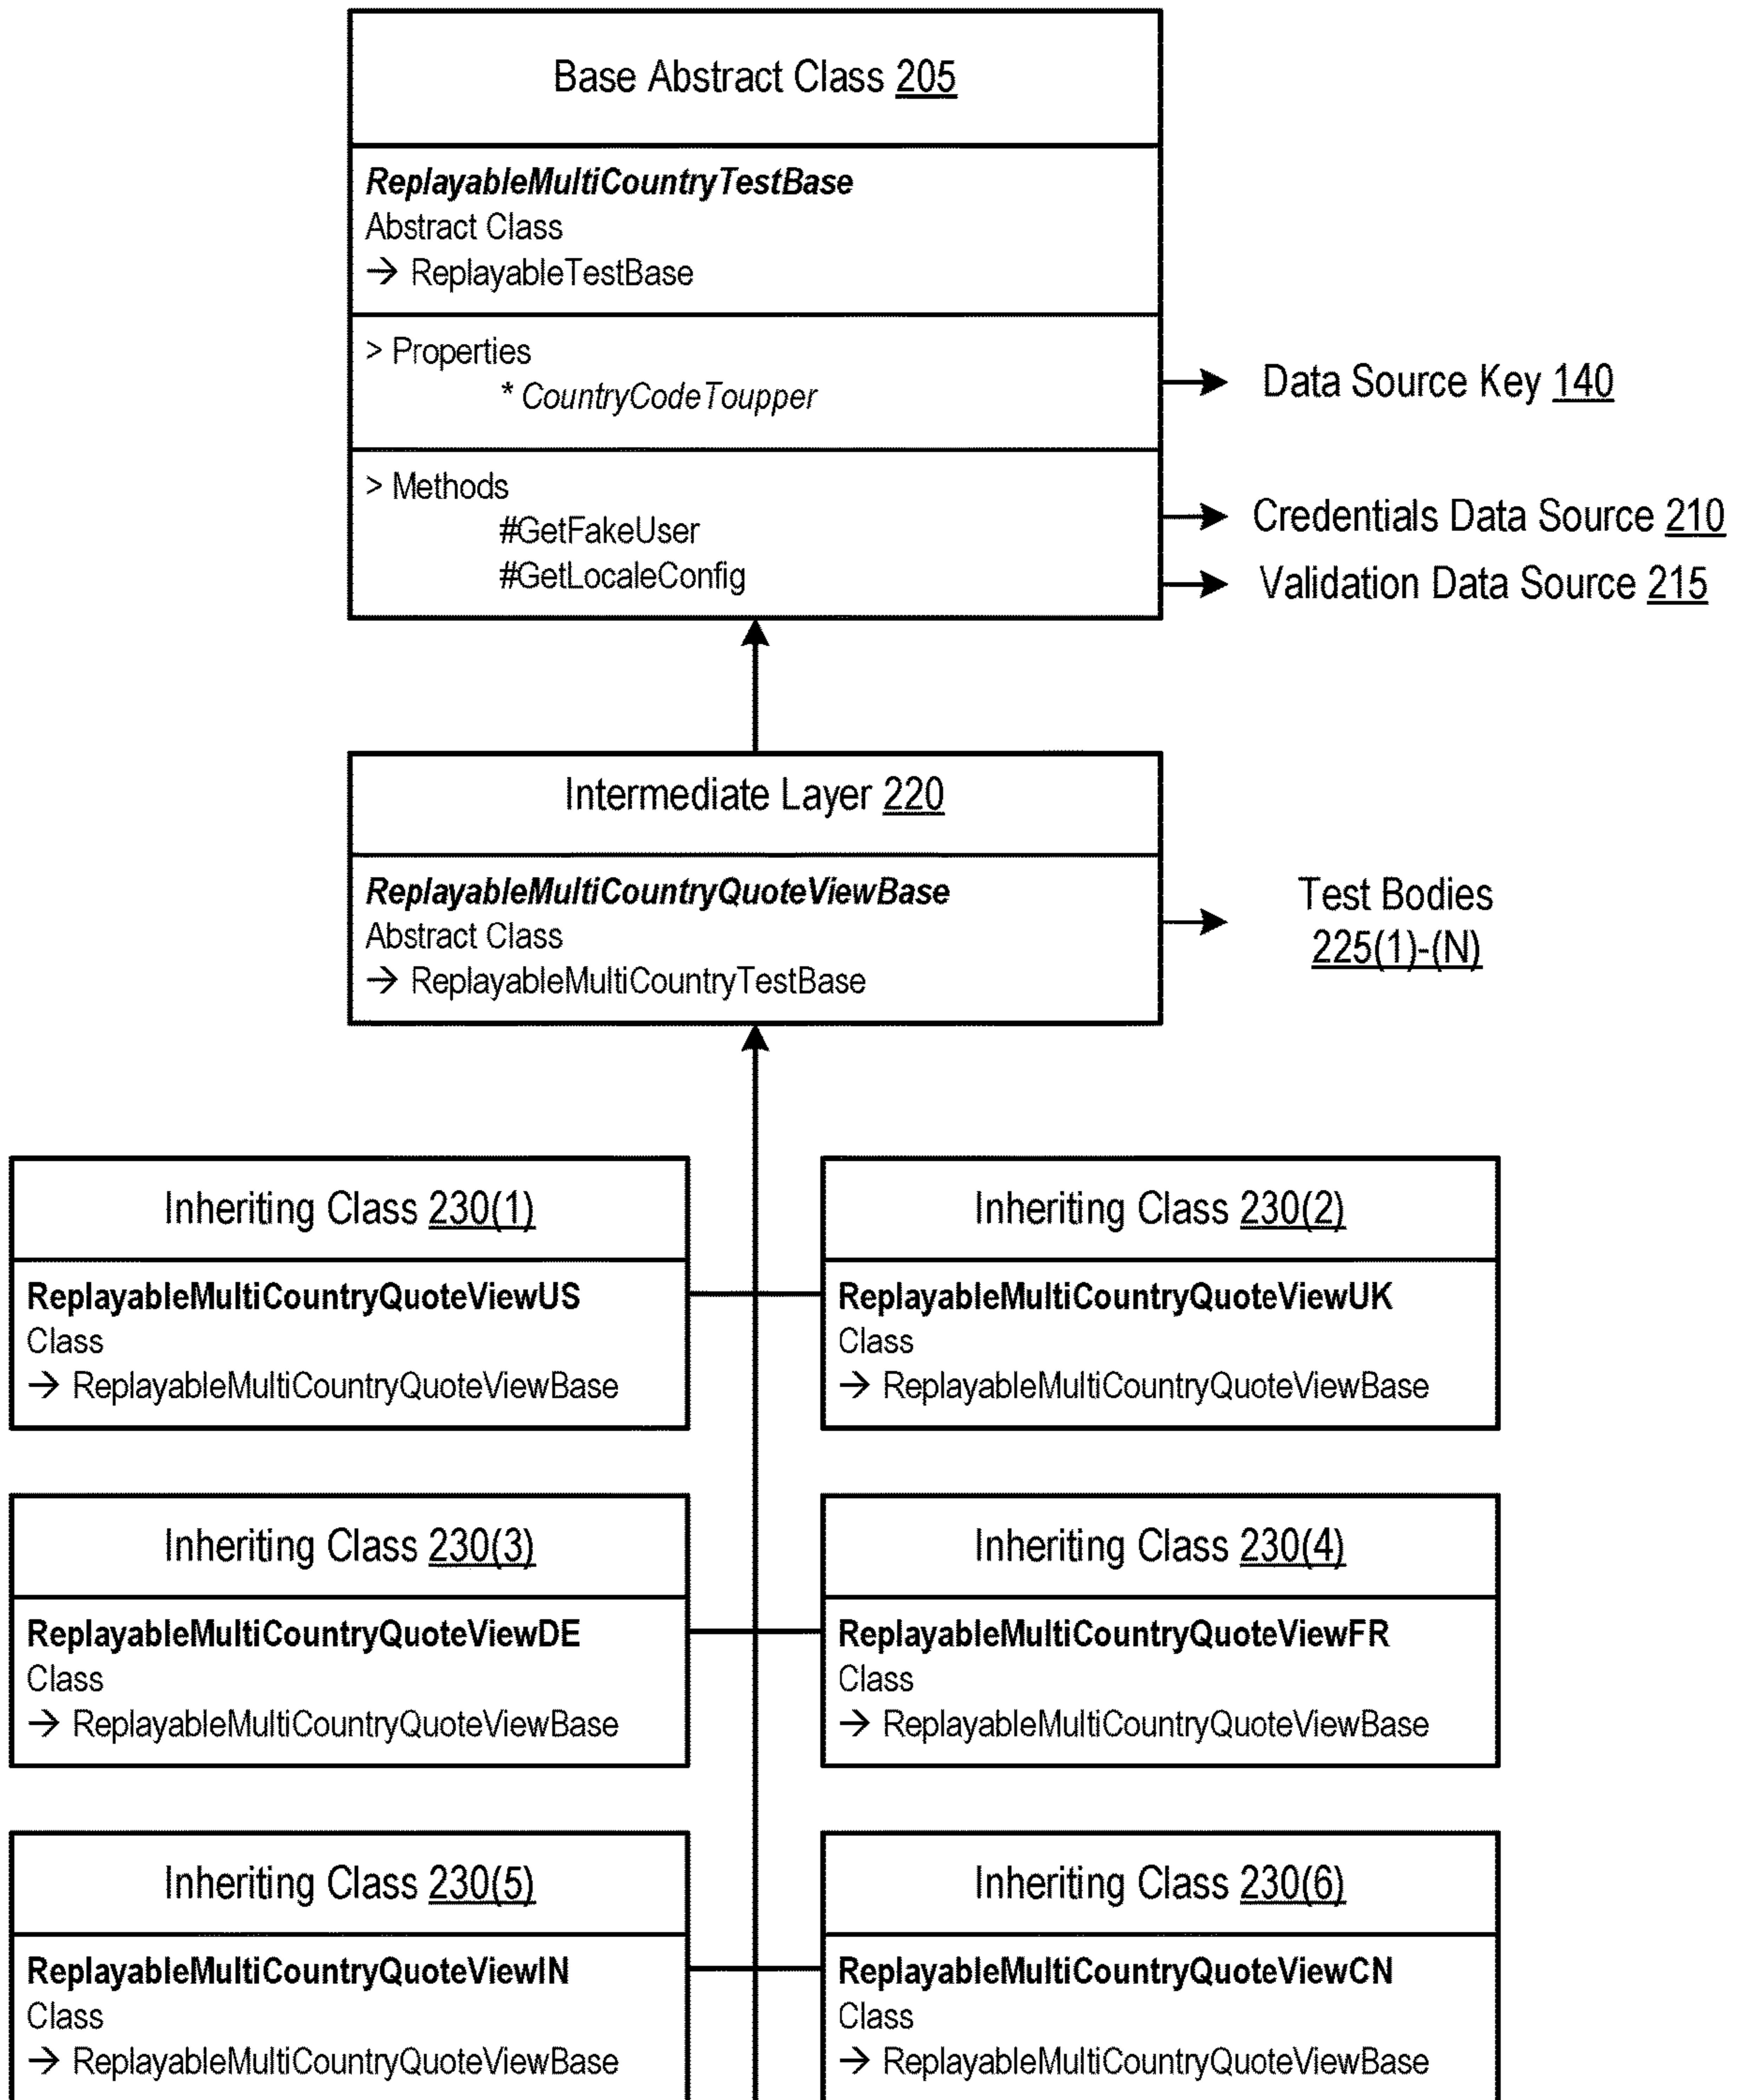 Base Abstract Class 205
ReplayableMultiCountryTestBase
Abstract Class
→ ReplayableTestBase
> Properties
* CountryCodeToupper
Data Source Key 140
> Methods
#GetFakeUser
#GetLocaleConfig
Credentials Data Source 210
Validation Data Source 215
Intermediate Layer 220
ReplayableMultiCountryQuoteViewBase
Abstract Class
→ ReplayableMultiCountryTestBase
Test Bodies
225(1)-(N)
Inheriting Class 230(1)
ReplayableMultiCountryQuoteViewUS
Class
→ ReplayableMultiCountryQuoteViewBase
Inheriting Class 230(2)
ReplayableMultiCountryQuoteViewUK
Class
→ ReplayableMultiCountryQuoteViewBase
Inheriting Class 230(3)
ReplayableMultiCountryQuoteViewDE
Class
→ ReplayableMultiCountryQuoteViewBase
Inheriting Class 230(4)
ReplayableMultiCountryQuoteViewFR
Class
→ ReplayableMultiCountryQuoteViewBase
Inheriting Class 230(5)
ReplayableMultiCountryQuoteViewIN
Class
→ ReplayableMultiCountryQuoteViewBase
Inheriting Class 230(6)
ReplayableMultiCountryQuoteViewCN
Class
→ ReplayableMultiCountryQuoteViewBase